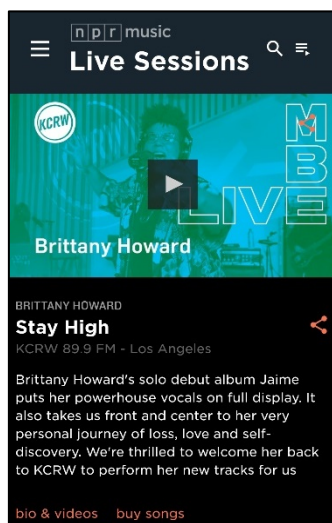 npr music
Live Sessions
KCRW
MBE
LIVE
Brittany Howard
BRITTANY HOWARD
Stay High
KCRW 89.9 FM - Los Angeles
Brittany Howard's solo debut album Jaime
puts her powerhouse vocals on full display. It
also takes us front and center to her very
personal journey of loss, love and self-
discovery. We're thrilled to welcome her back
to KCRW to perform her new tracks for us
bio & videos buy songs